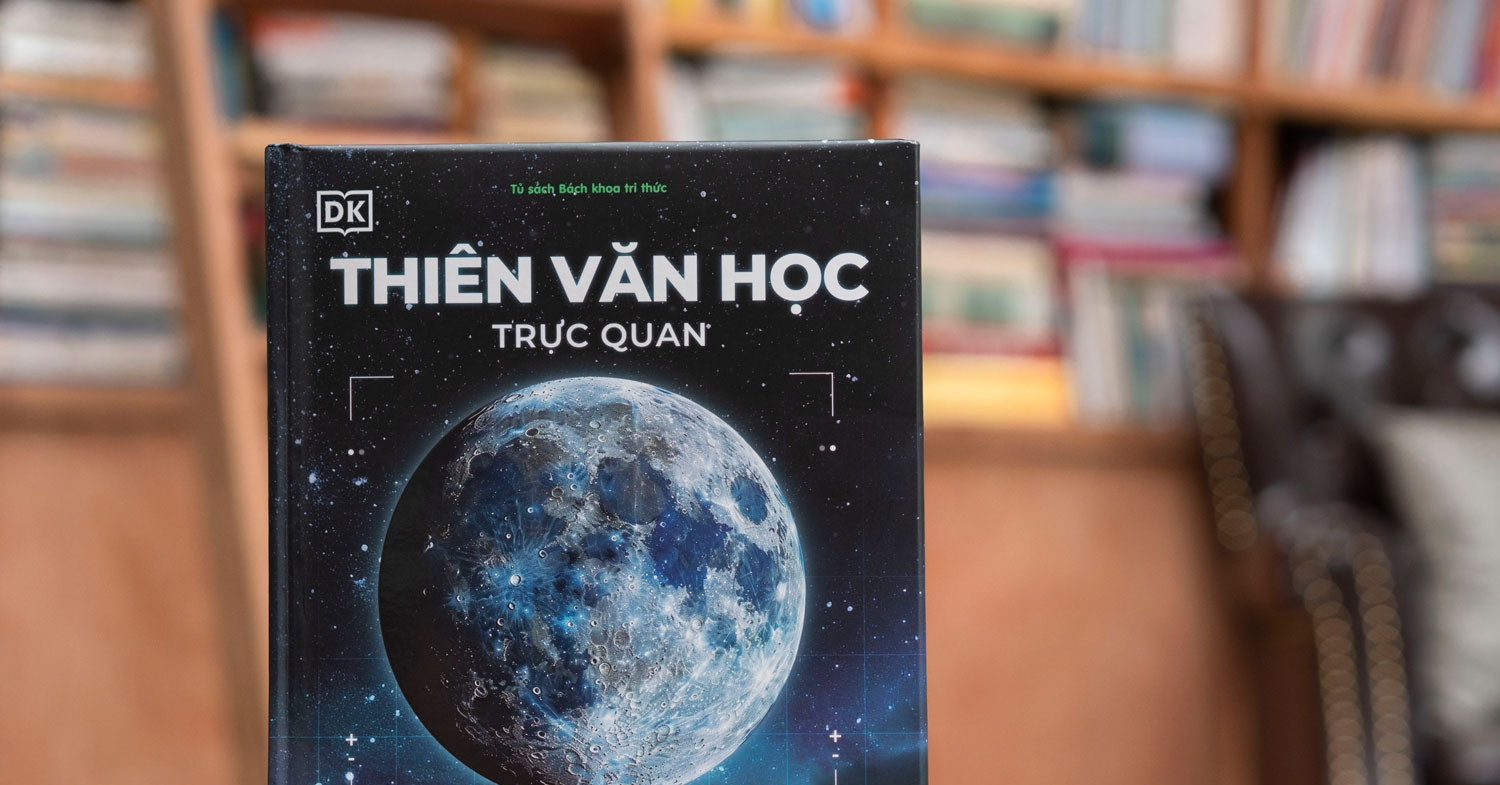 Tủ sách Bách khoa tri thức
DK
THIÊN VĂN HỌC
TRỰC QUAN